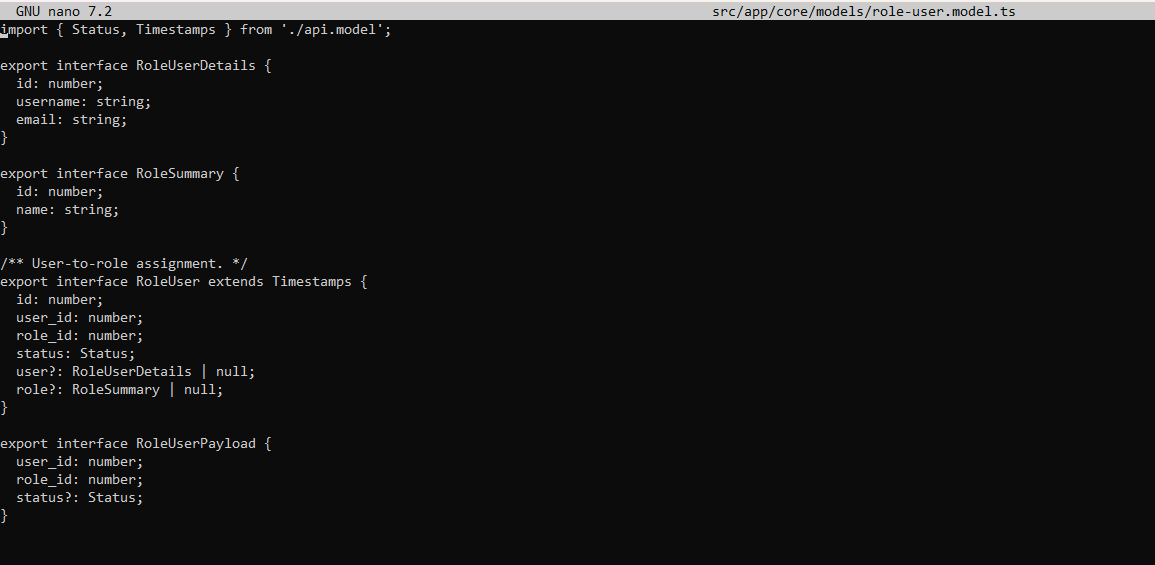 GNU nano 7.2 src/app/core/models/role-user.model.ts
import { Status, Timestamps } from './api.model';

export interface RoleUserDetails {
  id: number;
  username: string;
  email: string;
}

export interface RoleSummary {
  id: number;
  name: string;
}

/** User-to-role assignment. */
export interface RoleUser extends Timestamps {
  id: number;
  user_id: number;
  role_id: number;
  status: Status;
  user?: RoleUserDetails | null;
  role?: RoleSummary | null;
}

export interface RoleUserPayload {
  user_id: number;
  role_id: number;
  status?: Status;
}